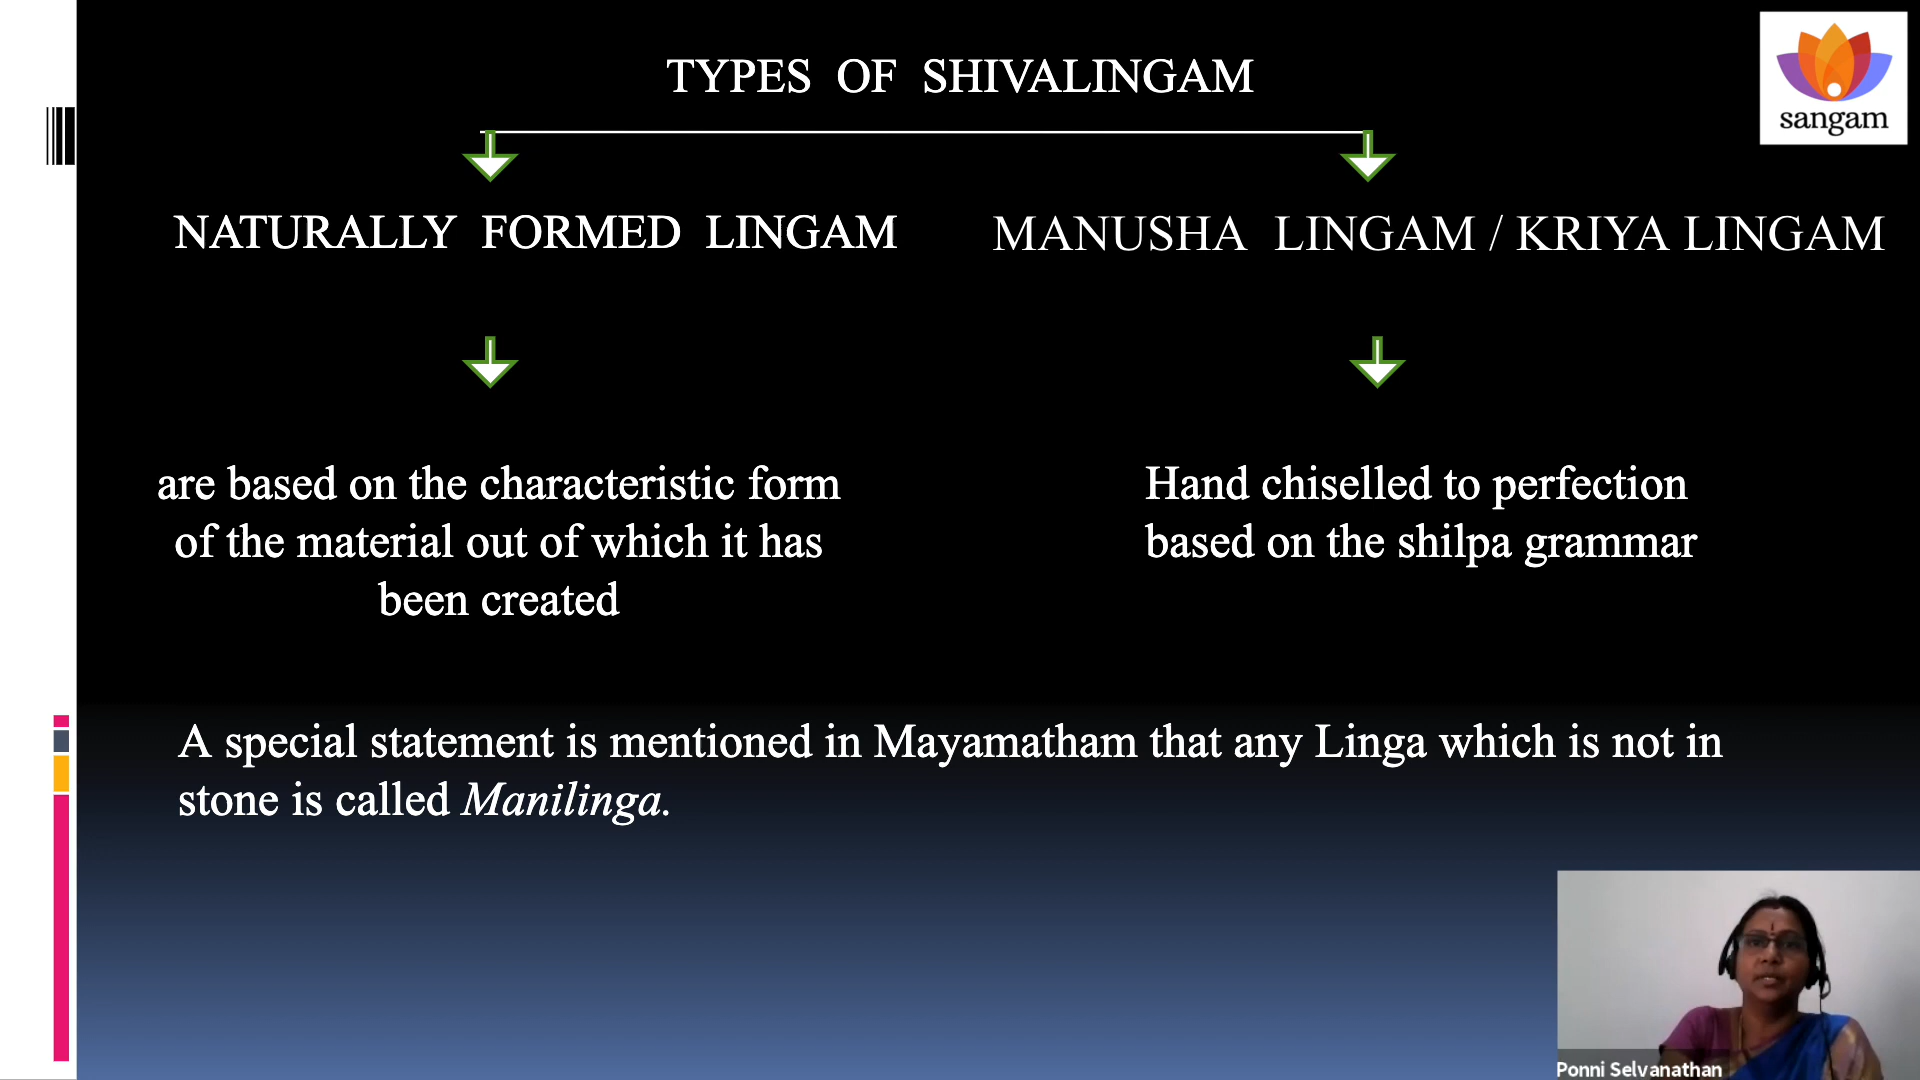 TYPES OF SHIVALINGAM
sangam
NATURALLY FORMED LINGAM
MANUSHA LINGAM / KRIYA LINGAM
are based on the characteristic form
of the material out of which it has
been created
Hand chiselled to perfection
based on the shilpa grammar
A special statement is mentioned in Mayamatham that any Linga which is not in
stone is called Manilinga.
Ponni Selvanathan